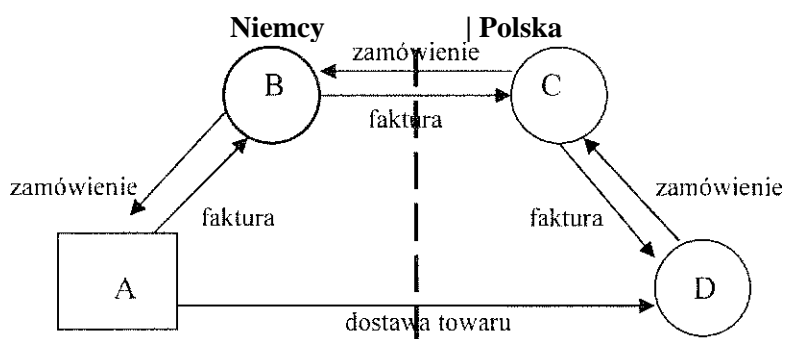 Niemcy | Polska
zamówienie
B C
faktura
zamówienie zamówienie
faktura faktura
A D
dostawa towaru